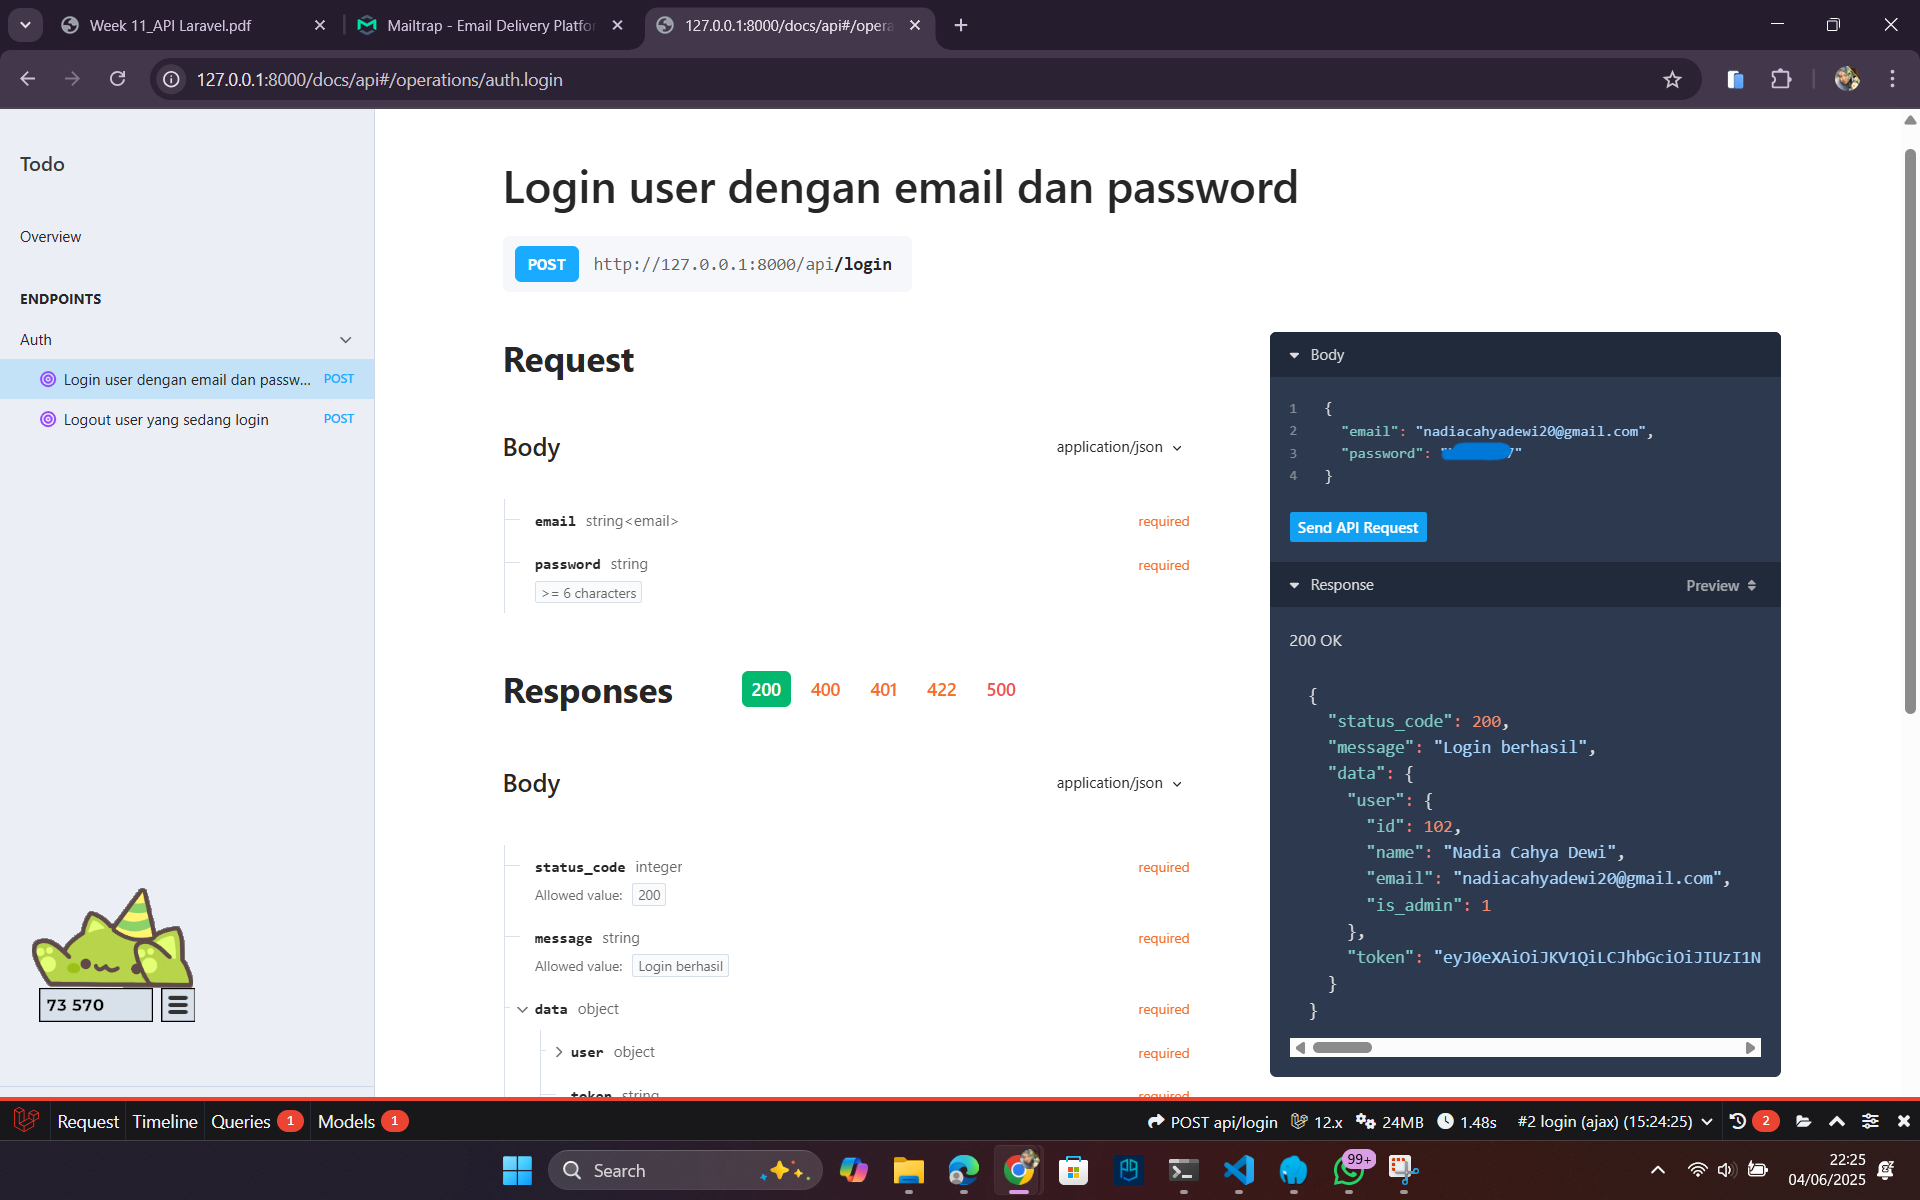 Week 11_API Laravel.pdf
Mailtrap - Email Delivery Platfo
127.0.0.1:8000/docs/api#/opera
127.0.0.1:8000/docs/api#/operations/auth.login
Todo
Overview
ENDPOINTS
Auth
Login user dengan email dan passw... POST
Logout user yang sedang login POST
73 570
Login user dengan email dan password
POST http://127.0.0.1:8000/api/login
Request
Body application/json
email string<email> required
password string required
>= 6 characters
Responses 200 400 401 422 500
Body application/json
status_code integer required
Allowed value: 200
message string required
Allowed value: Login berhasil
data object required
user object required
token string required
Body
1 {
2 "email": "nadiacahyadewi20@gmail.com",
3 "password": "
4 }
Send API Request
Response Preview
200 OK
{
"status_code": 200,
"message": "Login berhasil",
"data": {
"user": {
"id": 102,
"name": "Nadia Cahya Dewi",
"email": "nadiacahyadewi20@gmail.com",
"is_admin": 1
},
"token": "eyJ0eXAiOiJKV1QiLCJhbGciOiJIUzI1N
}
}
Request Timeline Queries 1 Models 1
POST api/login 12.x 24MB 1.48s #2 login (ajax) (15:24:25) 2
Search
99+
22:25
04/06/2025